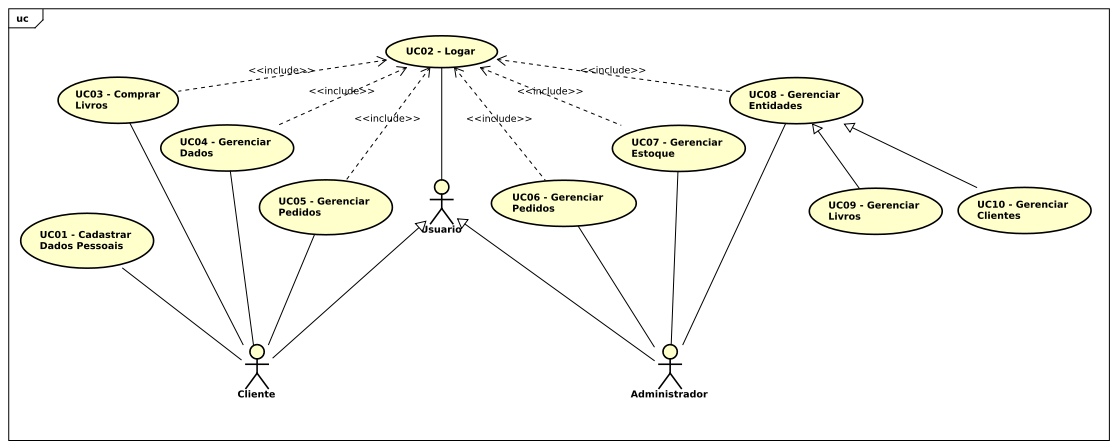 uc
UC02 - Logar
<<include>>
<<include>>
UC03 - Comprar
Livros
<<include>>
<<include>>
UC08 - Gerenciar
Entidades
<<include>>
<<include>>
UC04 - Gerenciar
Dados
UC07 - Gerenciar
Estoque
UC05 - Gerenciar
Pedidos
UC06 - Gerenciar
Pedidos
UC09 - Gerenciar
Livros
UC10 - Gerenciar
Clientes
Usuario
UC01 - Cadastrar
Dados Pessoais
Cliente
Administrador